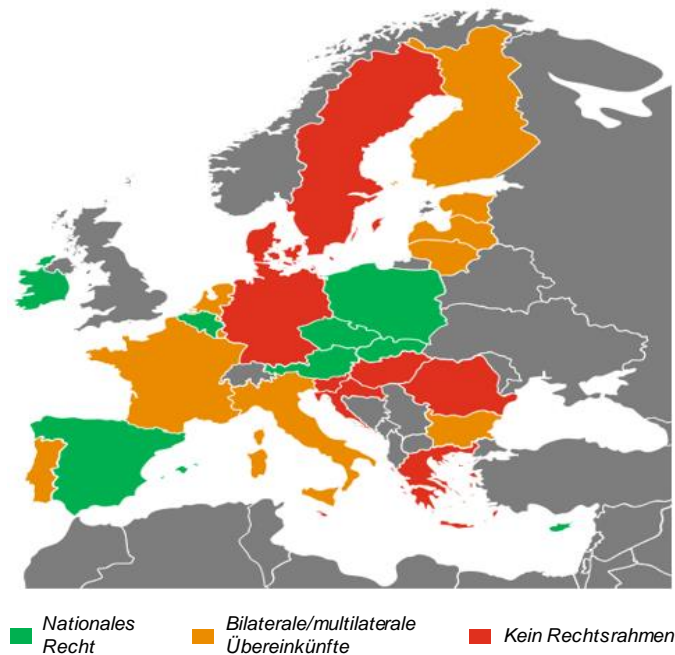 Nationales
Recht
Bilaterale/multilaterale
Übereinkünfte
Kein Rechtsrahmen